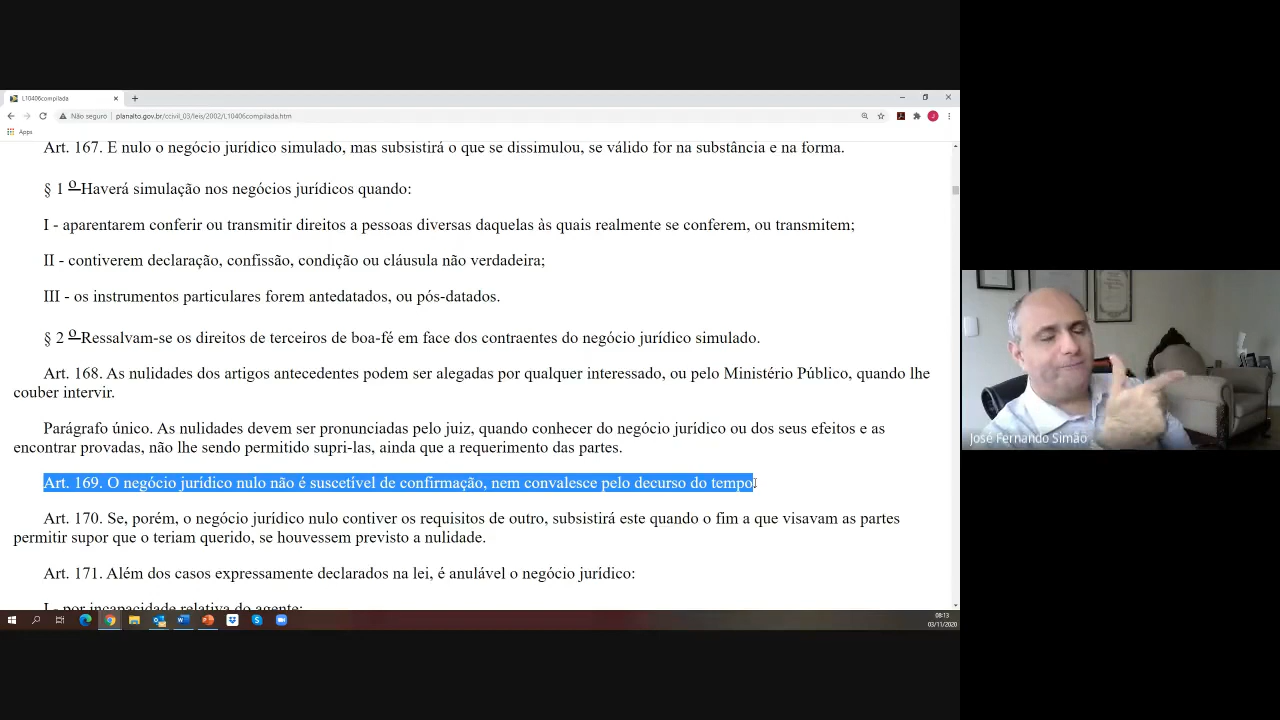 L10406compilada
Não seguro
planalto.gov.br/ccivil_03/leis/2002/L10406compilada.htm
Apps
Art. 167. É nulo o negócio jurídico simulado, mas subsistirá o que se dissimulou, se válido for na substância e na forma.
§ 1 o Haverá simulação nos negócios jurídicos quando:
I - aparentarem conferir ou transmitir direitos a pessoas diversas daquelas às quais realmente se conferem, ou transmitem;
II - contiverem declaração, confissão, condição ou cláusula não verdadeira;
III - os instrumentos particulares forem antedatados, ou pós-datados.
§ 2 o Ressalvam-se os direitos de terceiros de boa-fé em face dos contraentes do negócio jurídico simulado.
Art. 168. As nulidades dos artigos antecedentes podem ser alegadas por qualquer interessado, ou pelo Ministério Público, quando lhe
couber intervir.
Parágrafo único. As nulidades devem ser pronunciadas pelo juiz, quando conhecer do negócio jurídico ou dos seus efeitos e as
encontrar provadas, não lhe sendo permitido supri-las, ainda que a requerimento das partes.
Art. 169. O negócio jurídico nulo não é suscetível de confirmação, nem convalesce pelo decurso do tempo.
Art. 170. Se, porém, o negócio jurídico nulo contiver os requisitos de outro, subsistirá este quando o fim a que visavam as partes
permitir supor que o teriam querido, se houvessem previsto a nulidade.
Art. 171. Além dos casos expressamente declarados na lei, é anulável o negócio jurídico:
I - por incapacidade relativa do agente;
José Fernando Simão
08:13
03/11/2020